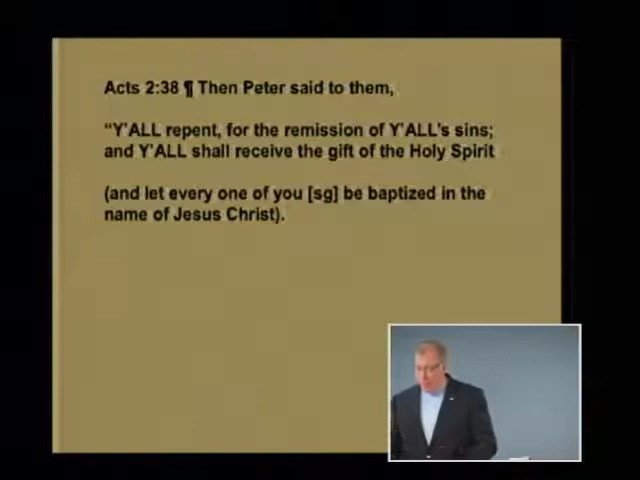 Acts 2:38 ¶ Then Peter said to them,
“Y'ALL repent, for the remission of Y'ALL's sins;
and Y'ALL shall receive the gift of the Holy Spirit
(and let every one of you [sg] be baptized in the
name of Jesus Christ).